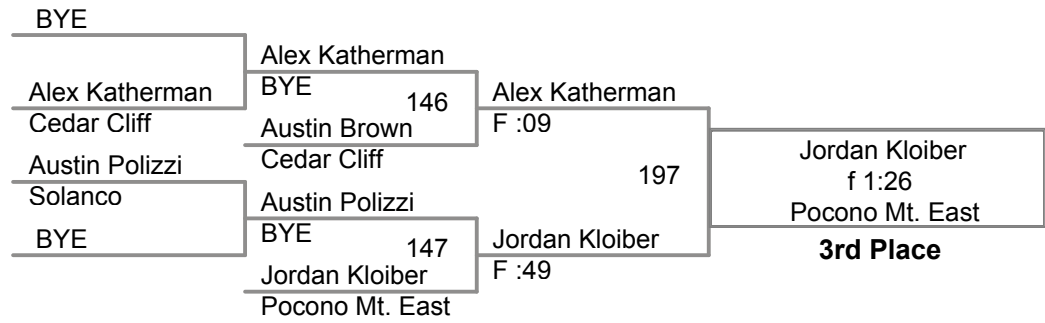 BYE
Alex Katherman
Cedar Cliff
Austin Polizzi
Solanco
BYE
Alex Katherman
BYE
146
Austin Brown
Cedar Cliff
Austin Polizzi
BYE
147
Jordan Kloiber
Pocono Mt. East
Alex Katherman
F :09
197
Jordan Kloiber
F :49
Jordan Kloiber
f 1:26
Pocono Mt. East
3rd Place